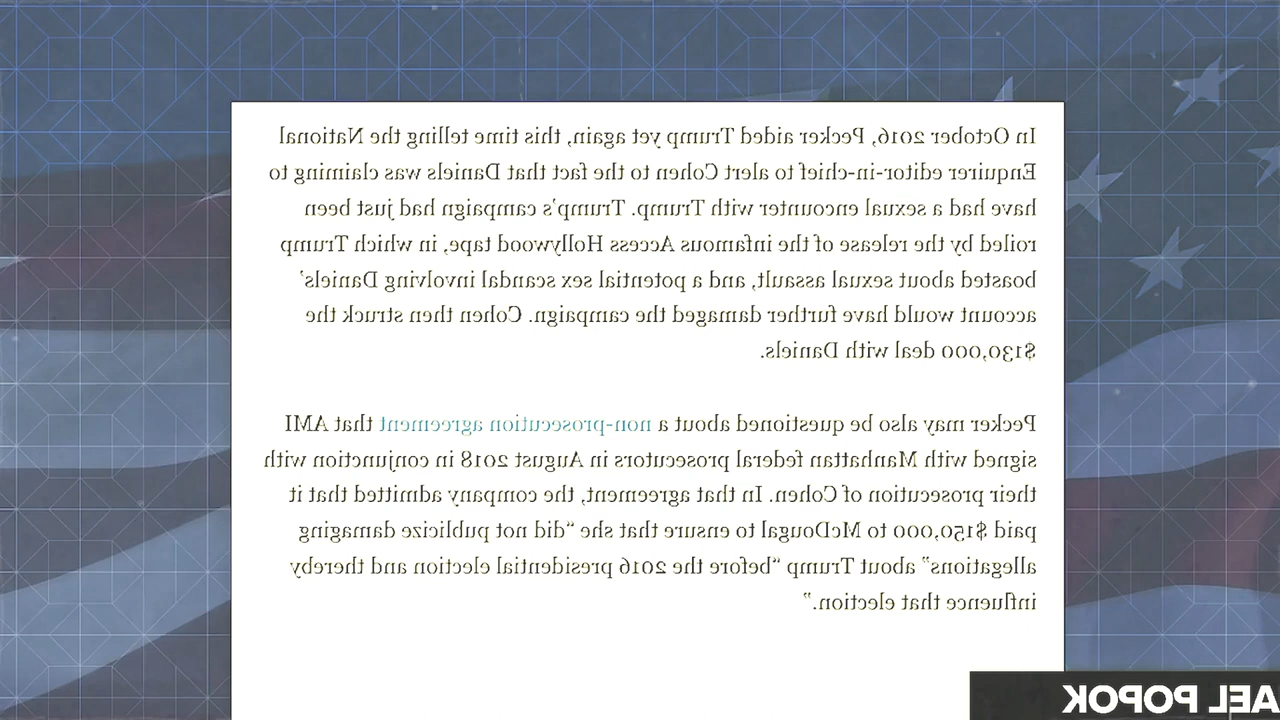 In October 2016, Pecker aided Trump yet again, this time telling the National
Enquirer editor-in-chief to alert Cohen to the fact that Daniels was claiming to
have had a sexual encounter with Trump. Trump's campaign had just been
roiled by the release of the infamous Access Hollywood tape, in which Trump
boasted about sexual assault, and a potential sex scandal involving Daniels'
account would have further damaged the campaign. Cohen then struck the
$130,000 deal with Daniels.
Pecker may also be questioned about a non-prosecution agreement that AMI
signed with Manhattan federal prosecutors in August 2018 in conjunction with
their prosecution of Cohen. In that agreement, the company admitted that it
paid $150,000 to McDougal to ensure that she “did not publicize damaging
allegations” about Trump “before the 2016 presidential election and thereby
influence that election.”
AEL POPOK